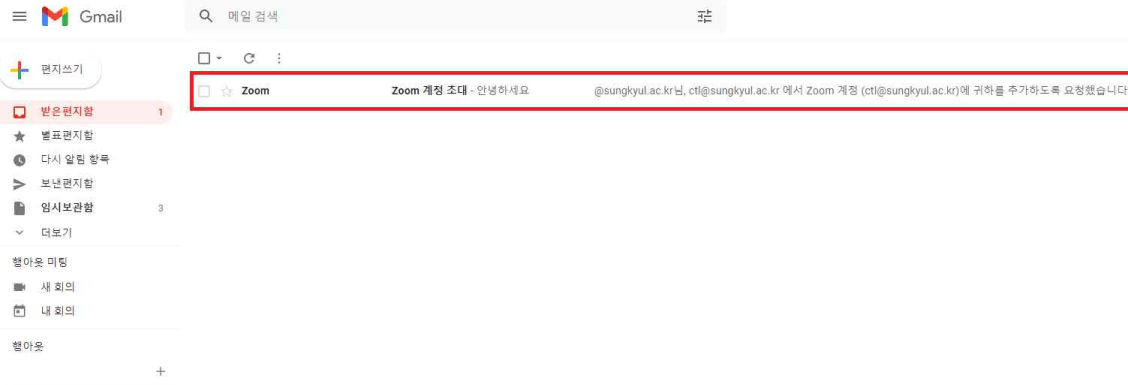 Gmail
메일 검색
편지쓰기
받은편지함 1
Zoom Zoom 계정 초대 - 안녕하세요 @sungkyul.ac.kr님, ctl@sungkyul.ac.kr 에서 Zoom 계정 (ctl@sungkyul.ac.kr)에 귀하를 추가하도록 요청했습니다
별표편지함
다시 알림 항목
보낸편지함
임시보관함 3
더보기
행아웃 미팅
새 회의
내 회의
행아웃